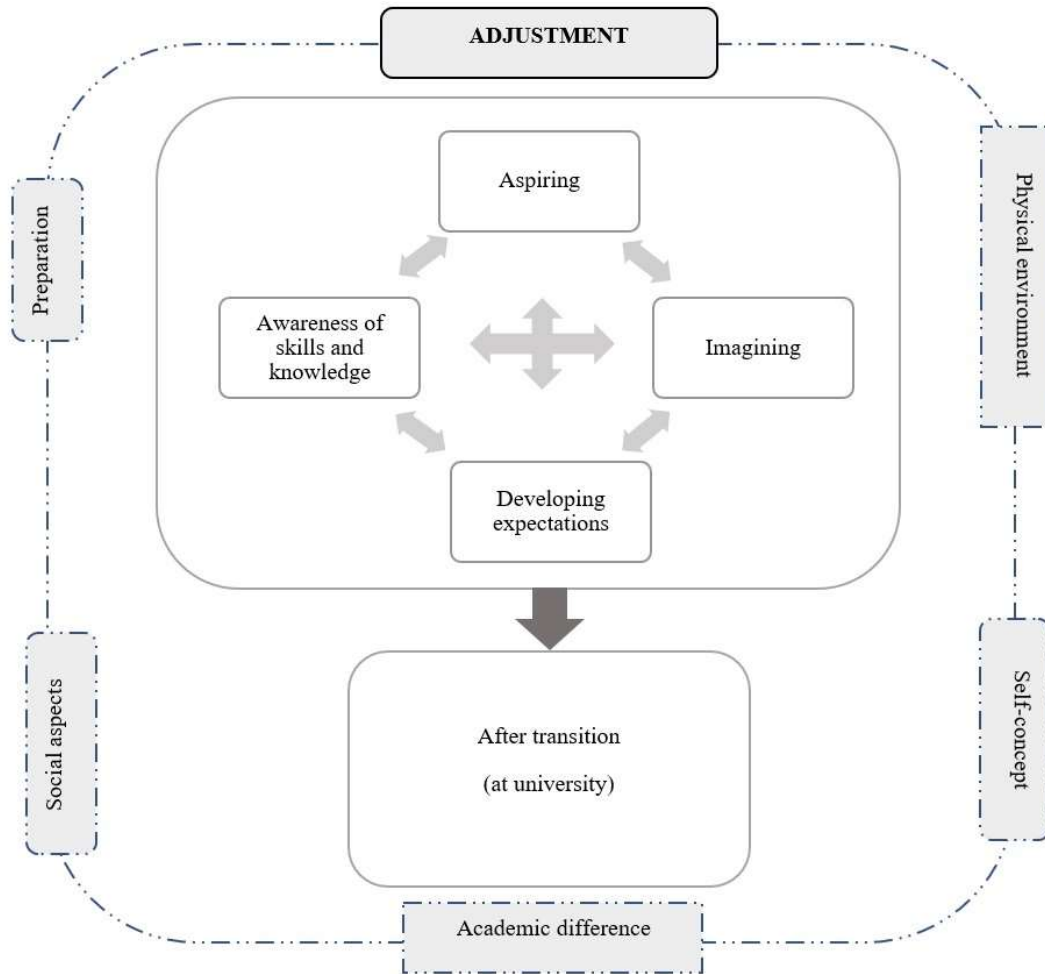 ADJUSTMENT
Aspiring
Preparation
Physical environment
Awareness of
skills and
knowledge
Imagining
Developing
expectations
Social aspects
After transition
(at university)
Self-concept
Academic difference